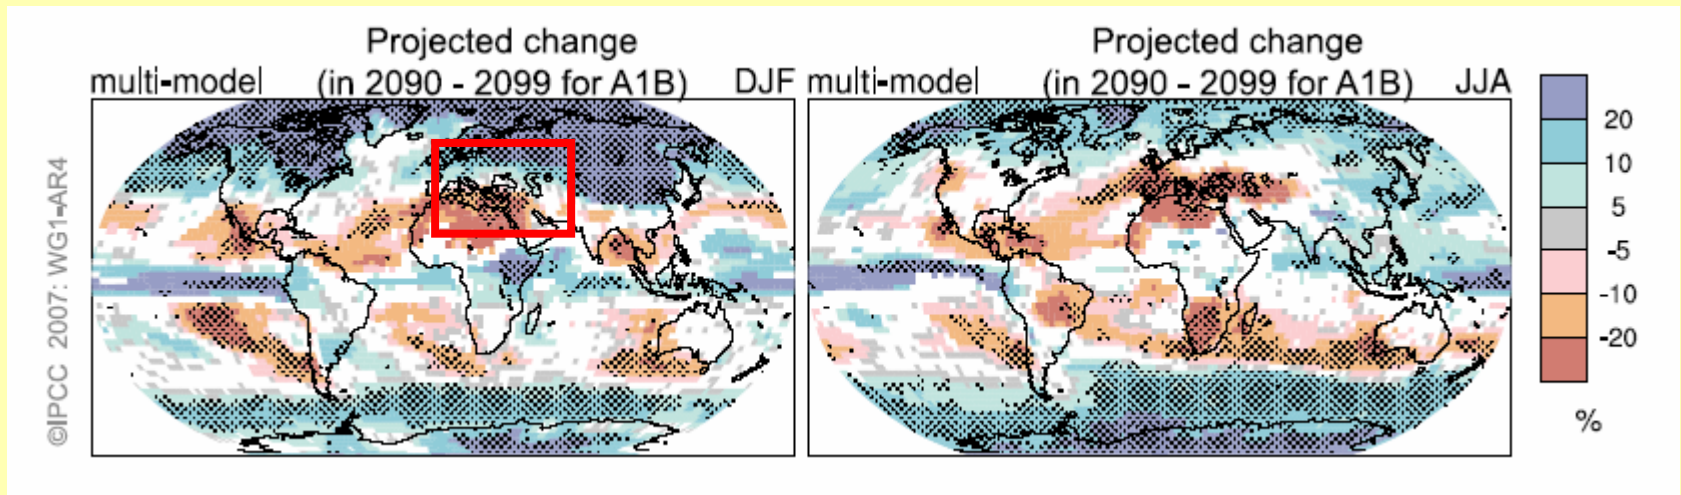 Projected change
multi-model (in 2090 - 2099 for A1B) DJF
Projected change
multi-model (in 2090 - 2099 for A1B) JJA
20
10
5
-5
-10
-20
%
©IPCC 2007: WG1-AR4